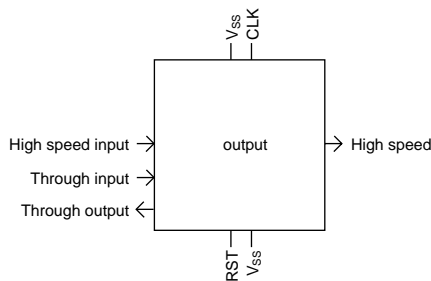 VSS
CLK
High speed input
output
High speed
Through input
Through output
RST
VSS